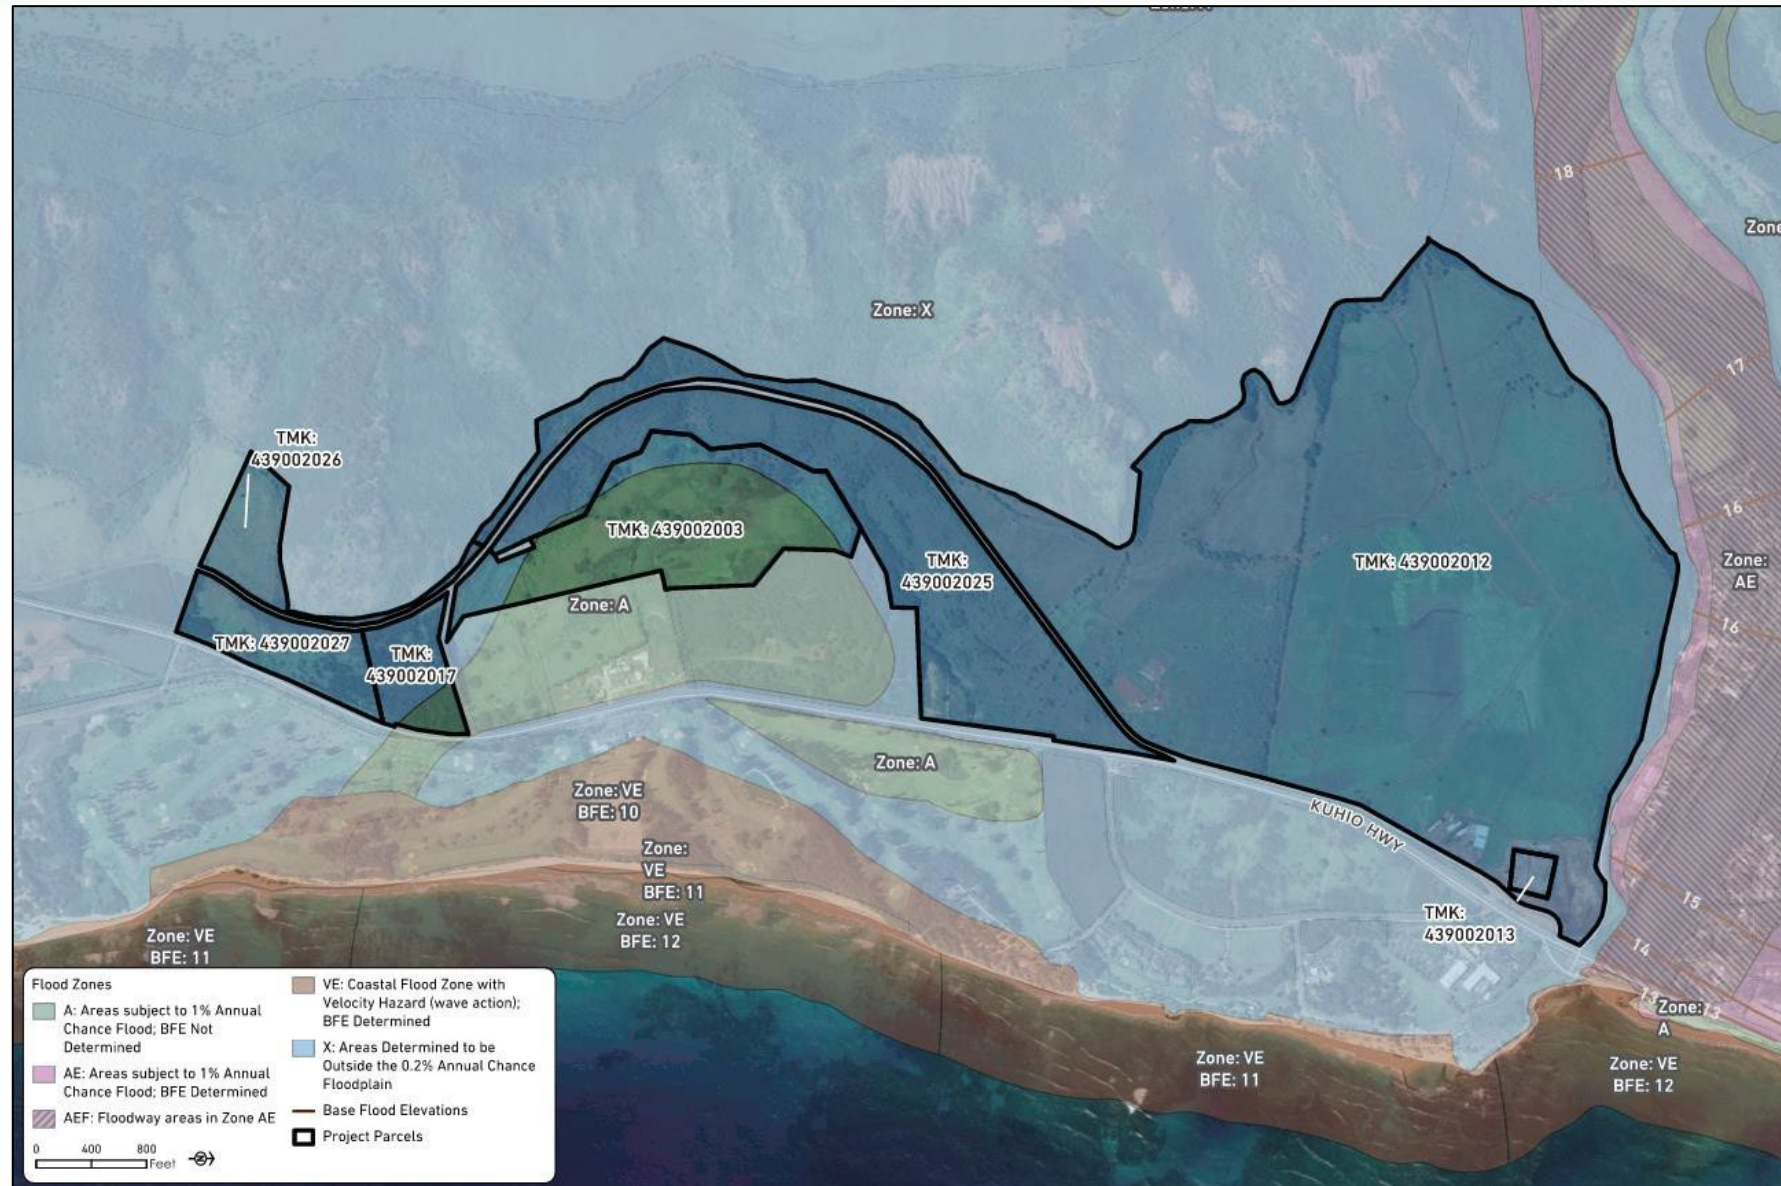 18
Zone
Zone: X
17
TMK:
439002026
16
TMK: 439002003
TMK:
439002025
TMK: 439002012
Zone:
AE
Zone: A
16
TMK: 439002027
TMK:
439002017
Zone: A
Zone: VE
BFE: 10
KUHIO HWY
Zone:
VE
BFE: 11
15
Zone: VE
BFE: 12
TMK:
439002013
Zone: VE
BFE: 11
14
13
Zone:
A
13
Zone: VE
BFE: 11
Zone: VE
BFE: 12
Flood Zones
A: Areas subject to 1% Annual
Chance Flood; BFE Not
Determined
AE: Areas subject to 1% Annual
Chance Flood; BFE Determined
AEF: Floodway areas in Zone AE
VE: Coastal Flood Zone with
Velocity Hazard (wave action);
BFE Determined
X: Areas Determined to be
Outside the 0.2% Annual Chance
Floodplain
Base Flood Elevations
Project Parcels
0 400 800
Feet